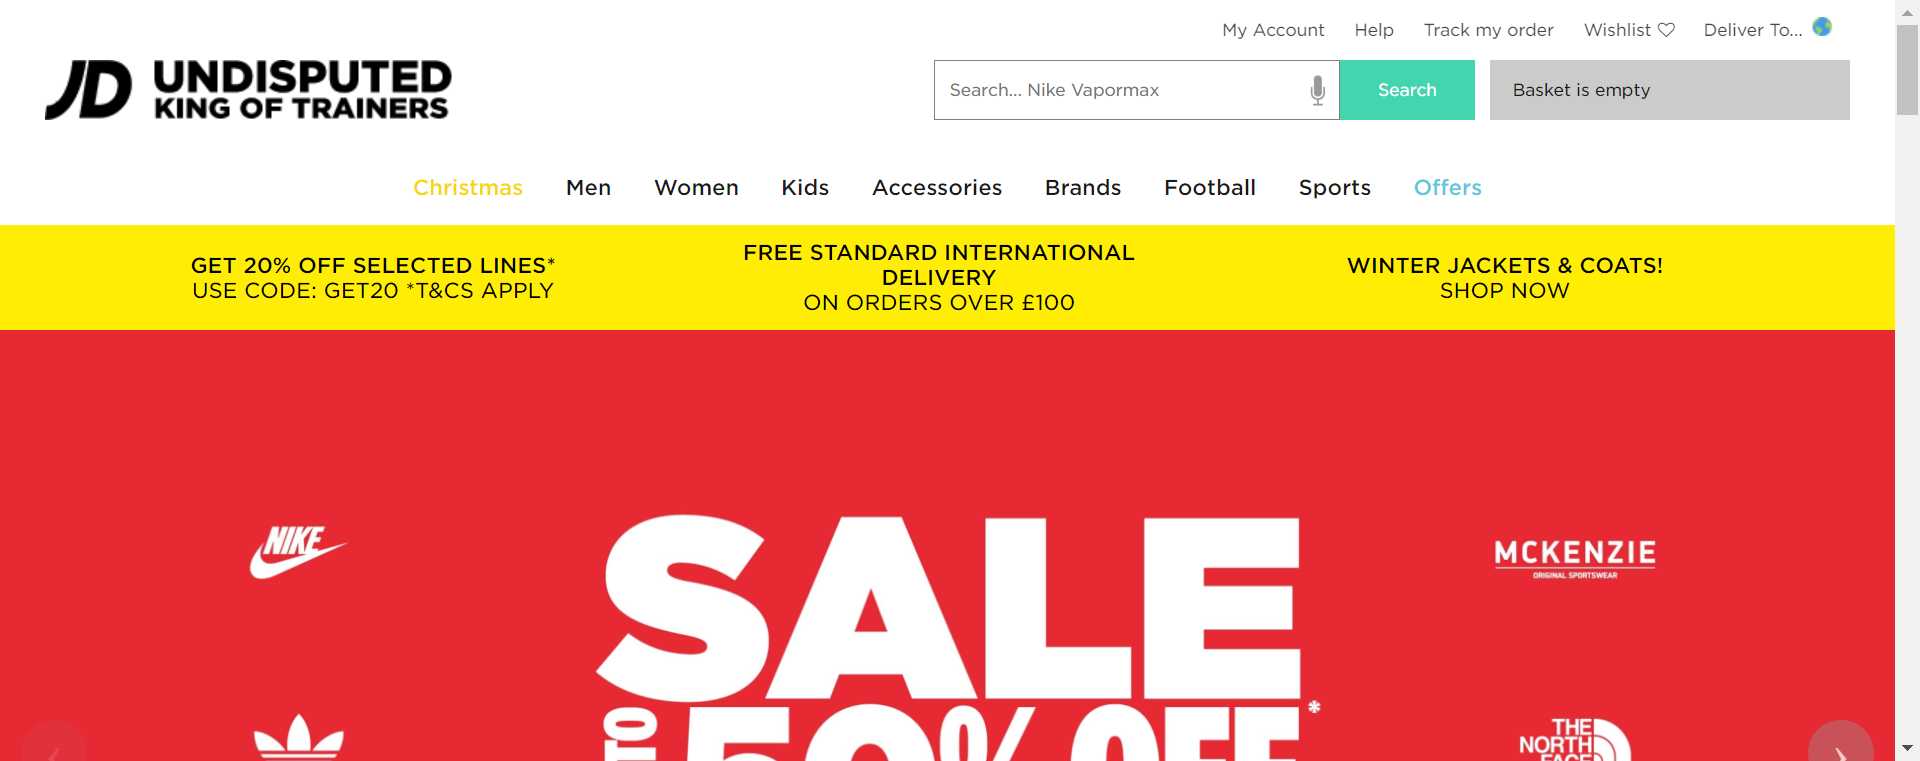 My Account Help Track my order Wishlist Deliver To...
JD UNDISPUTED
KING OF TRAINERS
Search... Nike Vapormax Search Basket is empty
Christmas Men Women Kids Accessories Brands Football Sports Offers
GET 20% OFF SELECTED LINES*
USE CODE: GET20 *T&CS APPLY
FREE STANDARD INTERNATIONAL
DELIVERY
ON ORDERS OVER £100
WINTER JACKETS & COATS!
SHOP NOW
NIKE
SALE
MCKENZIE
ORIGINAL SPORTSWEAR
TO 50% OFF*
THE
NORTH
FACE